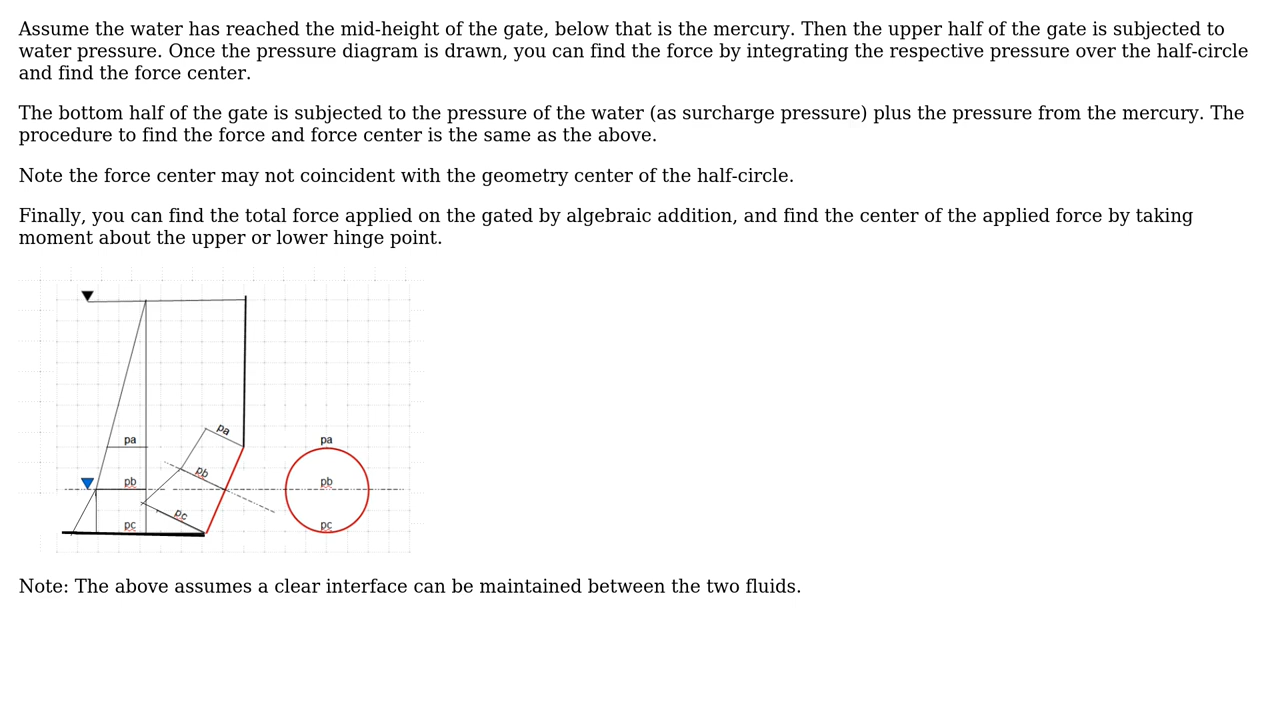 Assume the water has reached the mid-height of the gate, below that is the mercury. Then the upper half of the gate is subjected to
water pressure. Once the pressure diagram is drawn, you can find the force by integrating the respective pressure over the half-circle
and find the force center.
The bottom half of the gate is subjected to the pressure of the water (as surcharge pressure) plus the pressure from the mercury. The
procedure to find the force and force center is the same as the above.
Note the force center may not coincident with the geometry center of the half-circle.
Finally, you can find the total force applied on the gated by algebraic addition, and find the center of the applied force by taking
moment about the upper or lower hinge point.
pa
pa
pa
pb
pb
pb
pc
pc
pc
Note: The above assumes a clear interface can be maintained between the two fluids.